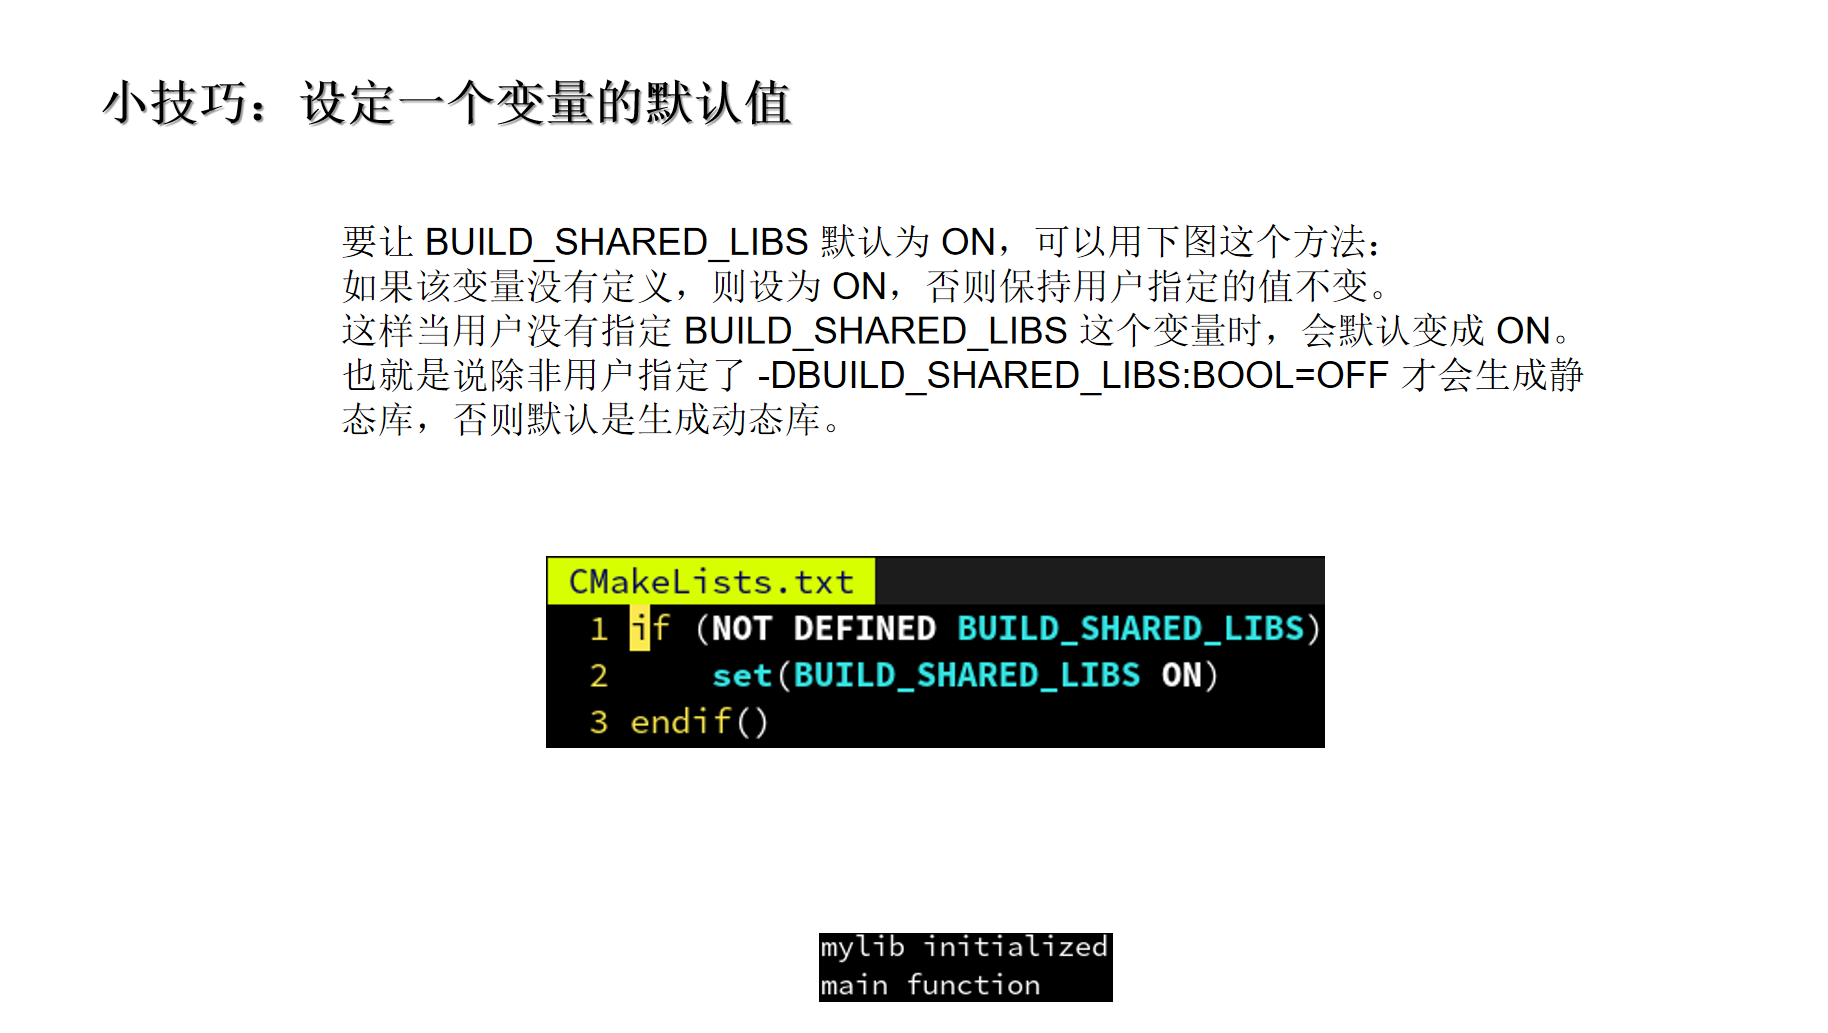 小技巧：设定一个变量的默认值
要让 BUILD_SHARED_LIBS 默认为 ON，可以用下图这个方法：
如果该变量没有定义，则设为 ON，否则保持用户指定的值不变。
这样当用户没有指定 BUILD_SHARED_LIBS 这个变量时，会默认变成 ON。
也就是说除非用户指定了 -DBUILD_SHARED_LIBS:BOOL=OFF 才会生成静
态库，否则默认是生成动态库。
CMakeLists.txt
1 if (NOT DEFINED BUILD_SHARED_LIBS)
2     set(BUILD_SHARED_LIBS ON)
3 endif()
mylib initialized
main function